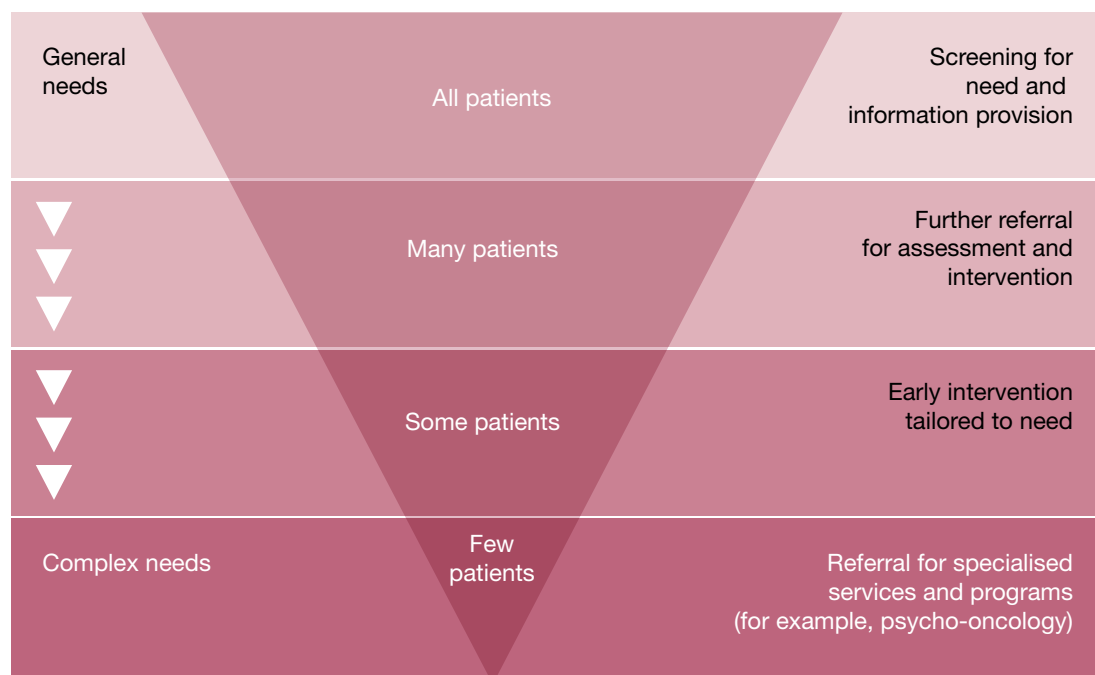 General
needs
All patients
Screening for
need and
information provision
Many patients
Further referral
for assessment and
intervention
Some patients
Early intervention
tailored to need
Complex needs
Few
patients
Referral for specialised
services and programs
(for example, psycho-oncology)